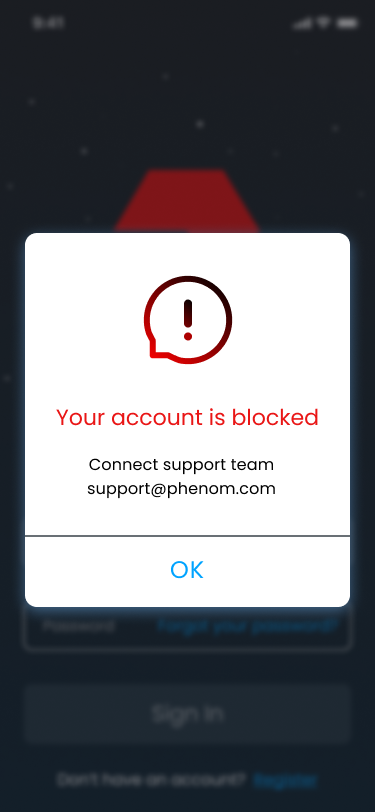 9:41
Your account is blocked
Connect support team
support@phenom.com
OK
Password Forgot your password?
Sign In
Don't have an account? Register